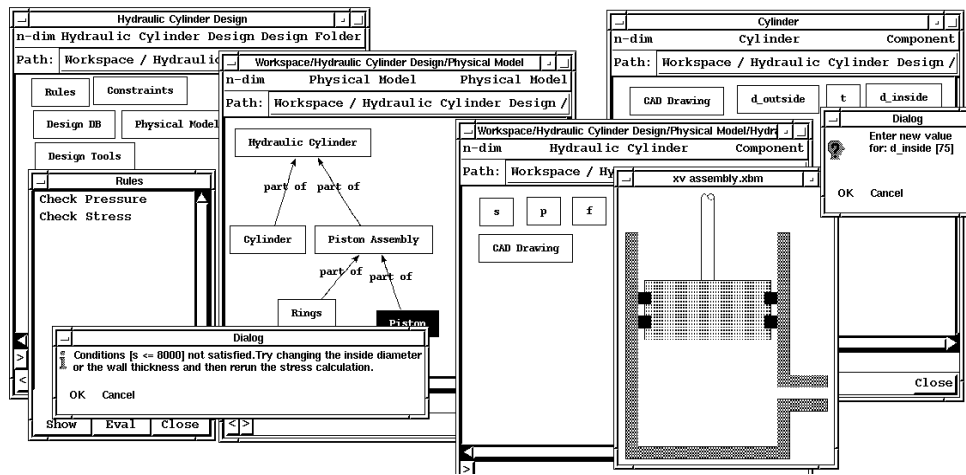 Hydraulic Cylinder Design
n-dim Hydraulic Cylinder Design Design Folder
Path: Workspace / Hydraulic
Rules
Constraints
Design DB
Physical Model
Design Tools
Rules
Check Pressure
Check Stress
Show Eval Close
Workspace/Hydraulic Cylinder Design/Physical Model
n-dim Physical Model Physical Model
Path: Workspace / Hydraulic Cylinder Design /
Hydraulic Cylinder
part of part of
Cylinder
Piston Assembly
part of part of
Rings
Piston
Dialog
Conditions [s <= 8000] not satisfied.Try changing the inside diameter
or the wall thickness and then rerun the stress calculation.
OK Cancel
Workspace/Hydraulic Cylinder Design/Physical Model/Hydra
n-dim Hydraulic Cylinder Component
Path: Workspace / Hy
s
p
f
CAD Drawing
xv assembly.xbm
Cylinder
n-dim Cylinder Component
Path: Workspace / Hydraulic Cylinder Design /
CAD Drawing
d_outside
t
d_inside
Close
Dialog
Enter new value
for: d_inside [75]
OK Cancel